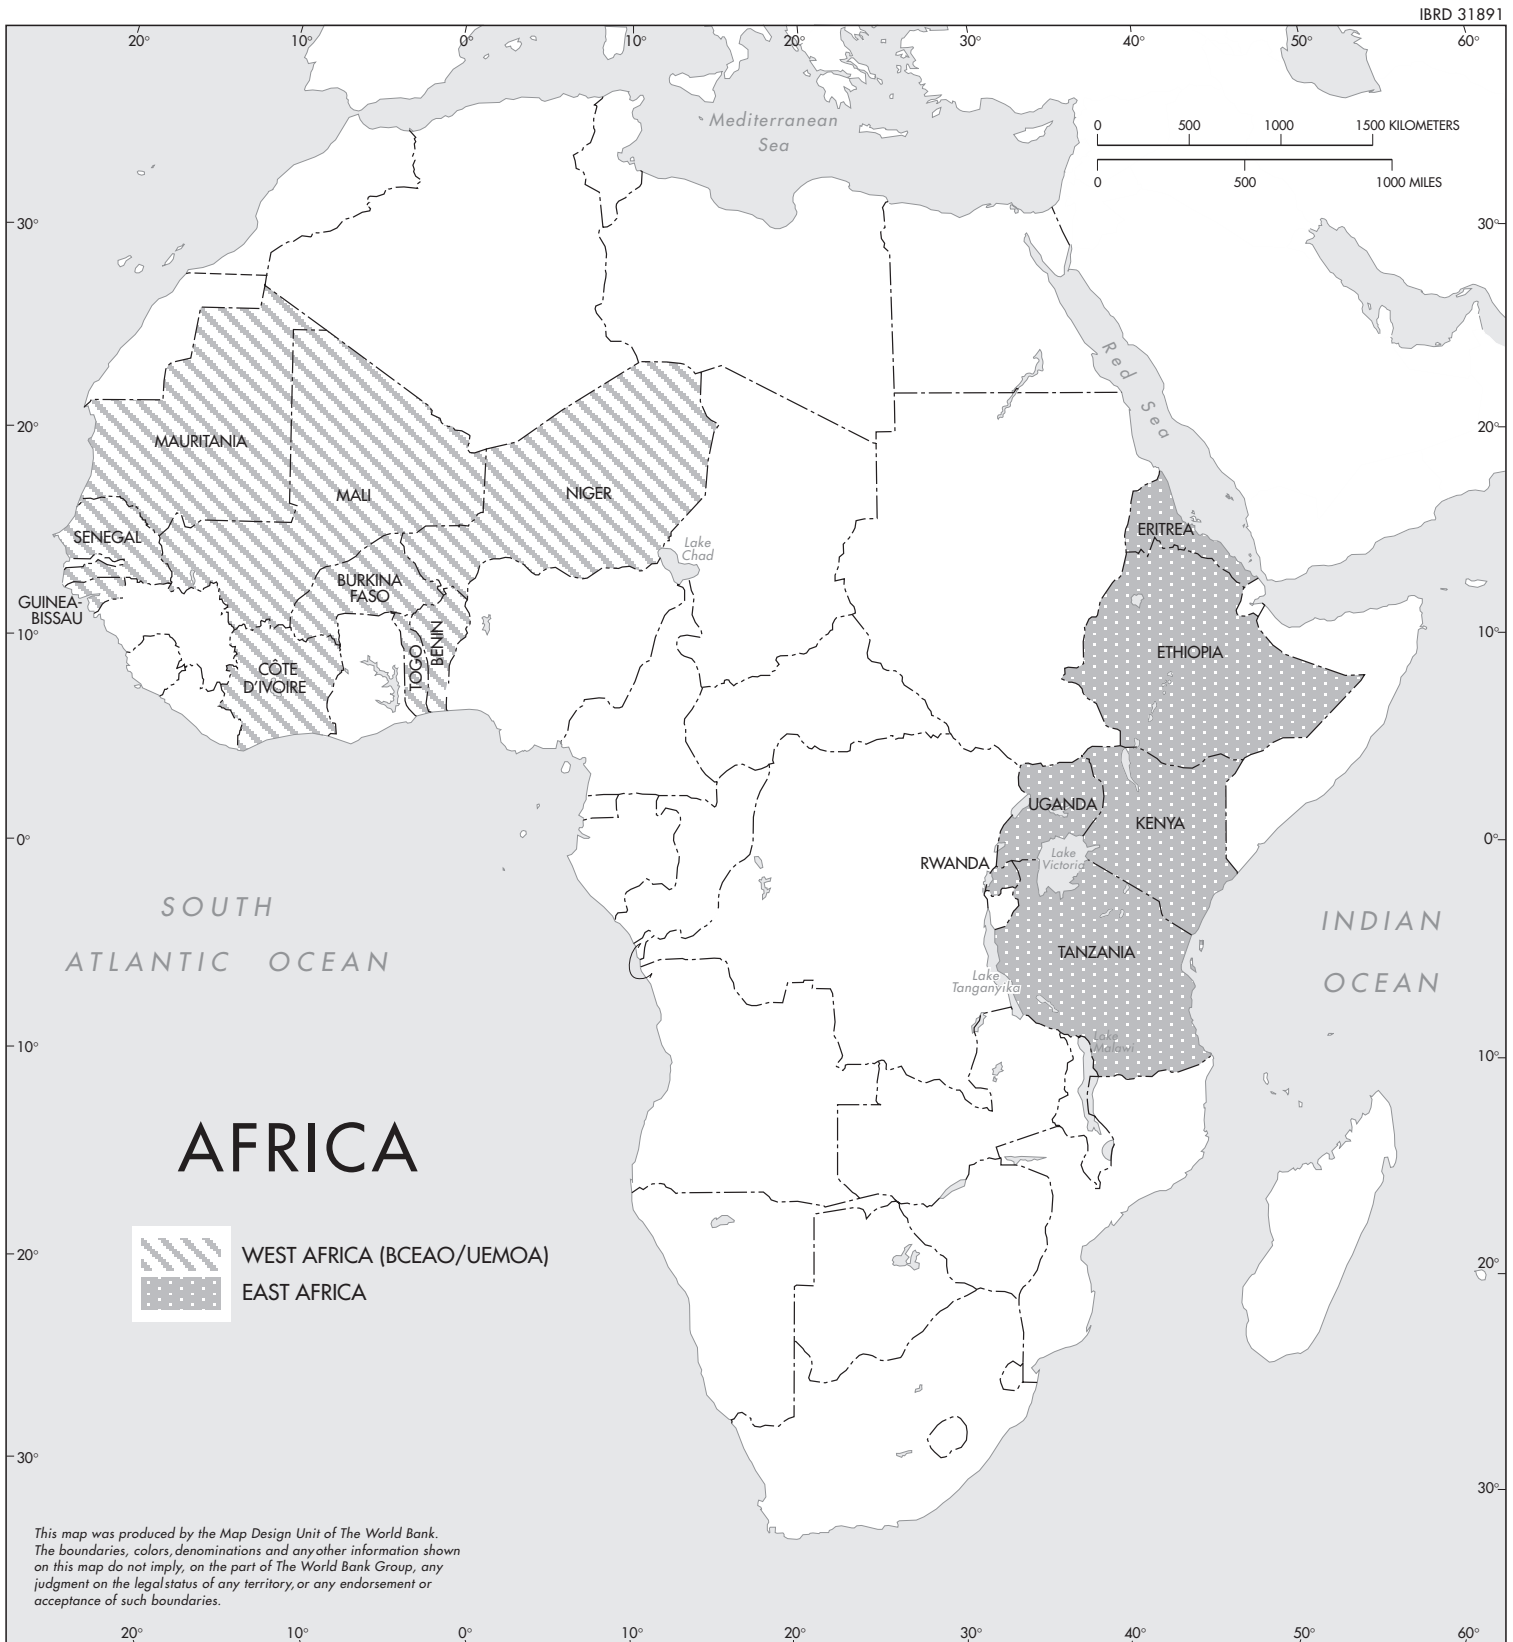 IBRD 31891
20° 10° 0° 10° 20° 30° 40° 50° 60°
Mediterranean
Sea
0 500 1000 1500 KILOMETERS
0 500 1000 MILES
30° 30°
Red Sea
20° 20°
MAURITANIA
MALI
NIGER
SENEGAL
ERITREA
Lake
Chad
BURKINA
FASO
GUINEA-
BISSAU
10° 10°
BENIN
TOGO
ETHIOPIA
CÔTE
D'IVOIRE
UGANDA
KENYA
0° 0°
RWANDA
Lake
Victoria
SOUTH
ATLANTIC OCEAN
INDIAN
OCEAN
TANZANIA
Lake
Tanganyika
Lake
Malawi
10° 10°
AFRICA
WEST AFRICA (BCEAO/UEMOA)
EAST AFRICA
20° 20°
30° 30°
This map was produced by the Map Design Unit of The World Bank.
The boundaries, colors, denominations and any other information shown
on this map do not imply, on the part of The World Bank Group, any
judgment on the legal status of any territory, or any endorsement or
acceptance of such boundaries.
20° 10° 0° 10° 20° 30° 40° 50° 60°